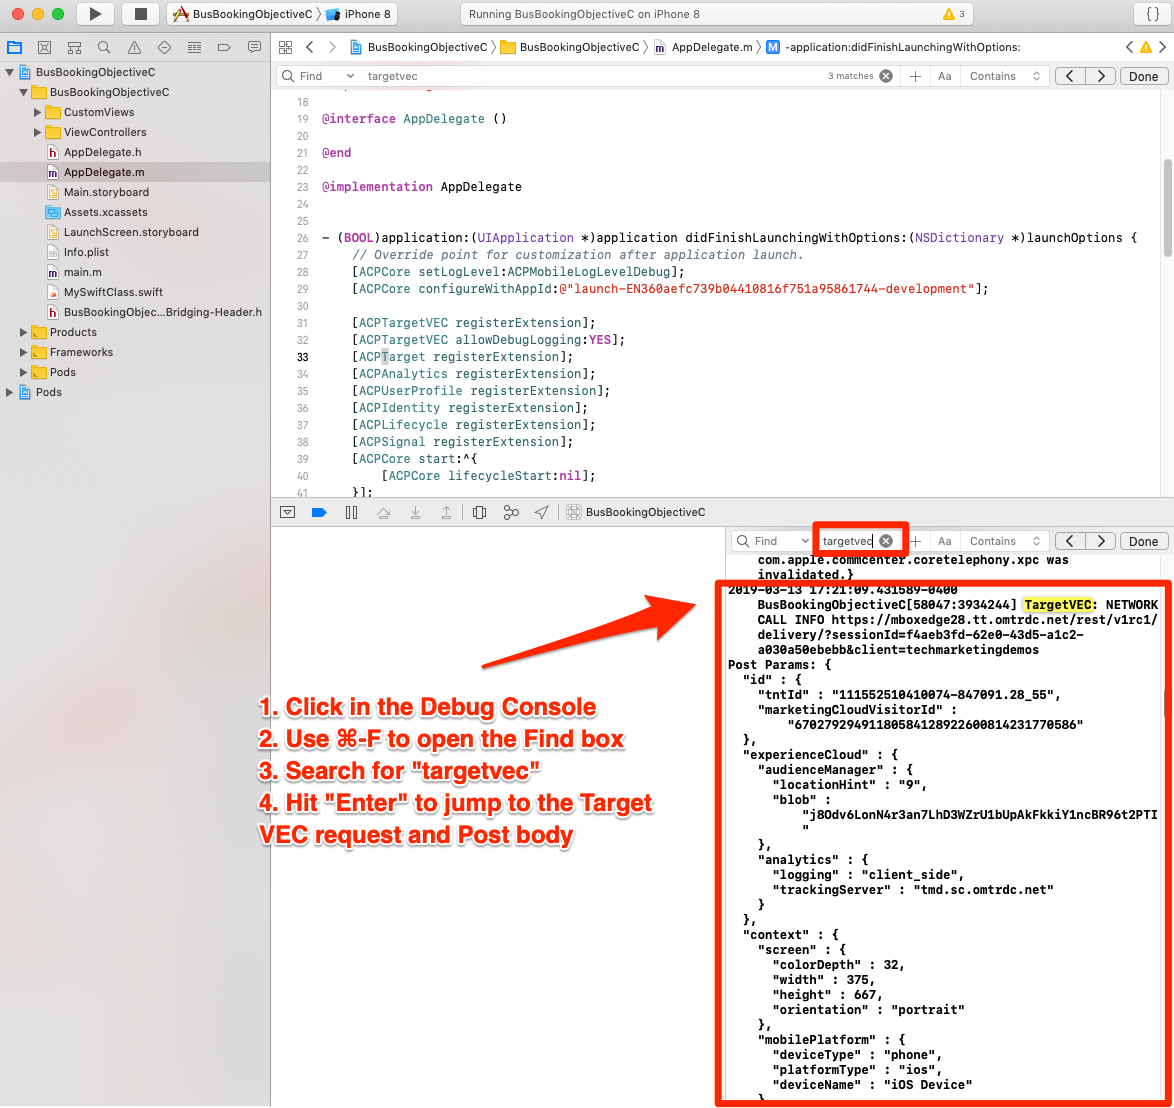 BusBookingObjectiveC iPhone 8
Running BusBookingObjectiveC on iPhone 8
3
{ }
BusBookingObjectiveC
BusBookingObjectiveC
CustomViews
ViewControllers
AppDelegate.h
AppDelegate.m
Main.storyboard
Assets.xcassets
LaunchScreen.storyboard
Info.plist
main.m
MySwiftClass.swift
BusBookingObjec...Bridging-Header.h
Products
Frameworks
Pods
Pods
BusBookingObjectiveC BusBookingObjectiveC AppDelegate.m M -application:didFinishLaunchingWithOptions:
Find targetvec 3 matches Aa Contains Done
18
19 @interface AppDelegate ()
20
21 @end
22
23 @implementation AppDelegate
24
25
26 - (BOOL)application:(UIApplication *)application didFinishLaunchingWithOptions:(NSDictionary *)launchOptions {
27 // Override point for customization after application launch.
28 [ACPCore setLogLevel:ACPMobileLogLevelDebug];
29 [ACPCore configureWithAppId:@"launch-EN360aefc739b04410816f751a95861744-development"];
30
31 [ACPTargetVEC registerExtension];
32 [ACPTargetVEC allowDebugLogging:YES];
33 [ACPTarget registerExtension];
34 [ACPAnalytics registerExtension];
35 [ACPUserProfile registerExtension];
36 [ACPIdentity registerExtension];
37 [ACPLifecycle registerExtension];
38 [ACPSignal registerExtension];
39 [ACPCore start:^{
40 [ACPCore lifecycleStart:nil];
41 }];
BusBookingObjectiveC
Find targetvec Aa Contains Done
com.apple.commcenter.coretelephony.xpc was
invalidated.}
2019-03-13 17:21:09.431589-0400
BusBookingObjectiveC[58047:3934244] TargetVEC: NETWORK
CALL INFO https://mboxedge28.tt.omtrdc.net/rest/v1rc1/
delivery/?sessionId=f4aeb3fd-62e0-43d5-a1c2-
a030a50ebebb&client=techmarketingdemos
Post Params: {
"id" : {
"tntId" : "111552510410074-847091.28_55",
"marketingCloudVisitorId" :
"67027929491180584128922600814231770586"
},
"experienceCloud" : {
"audienceManager" : {
"locationHint" : "9",
"blob" :
"j8Odv6LonN4r3an7LhD3WZrU1bUpAkFkkiY1ncBR96t2PTI
"
},
"analytics" : {
"logging" : "client_side",
"trackingServer" : "tmd.sc.omtrdc.net"
}
},
"context" : {
"screen" : {
"colorDepth" : 32,
"width" : 375,
"height" : 667,
"orientation" : "portrait"
},
"mobilePlatform" : {
"deviceType" : "phone",
"platformType" : "ios",
"deviceName" : "iOS Device"
}
1. Click in the Debug Console
2. Use ⌘-F to open the Find box
3. Search for "targetvec"
4. Hit "Enter" to jump to the Target
VEC request and Post body